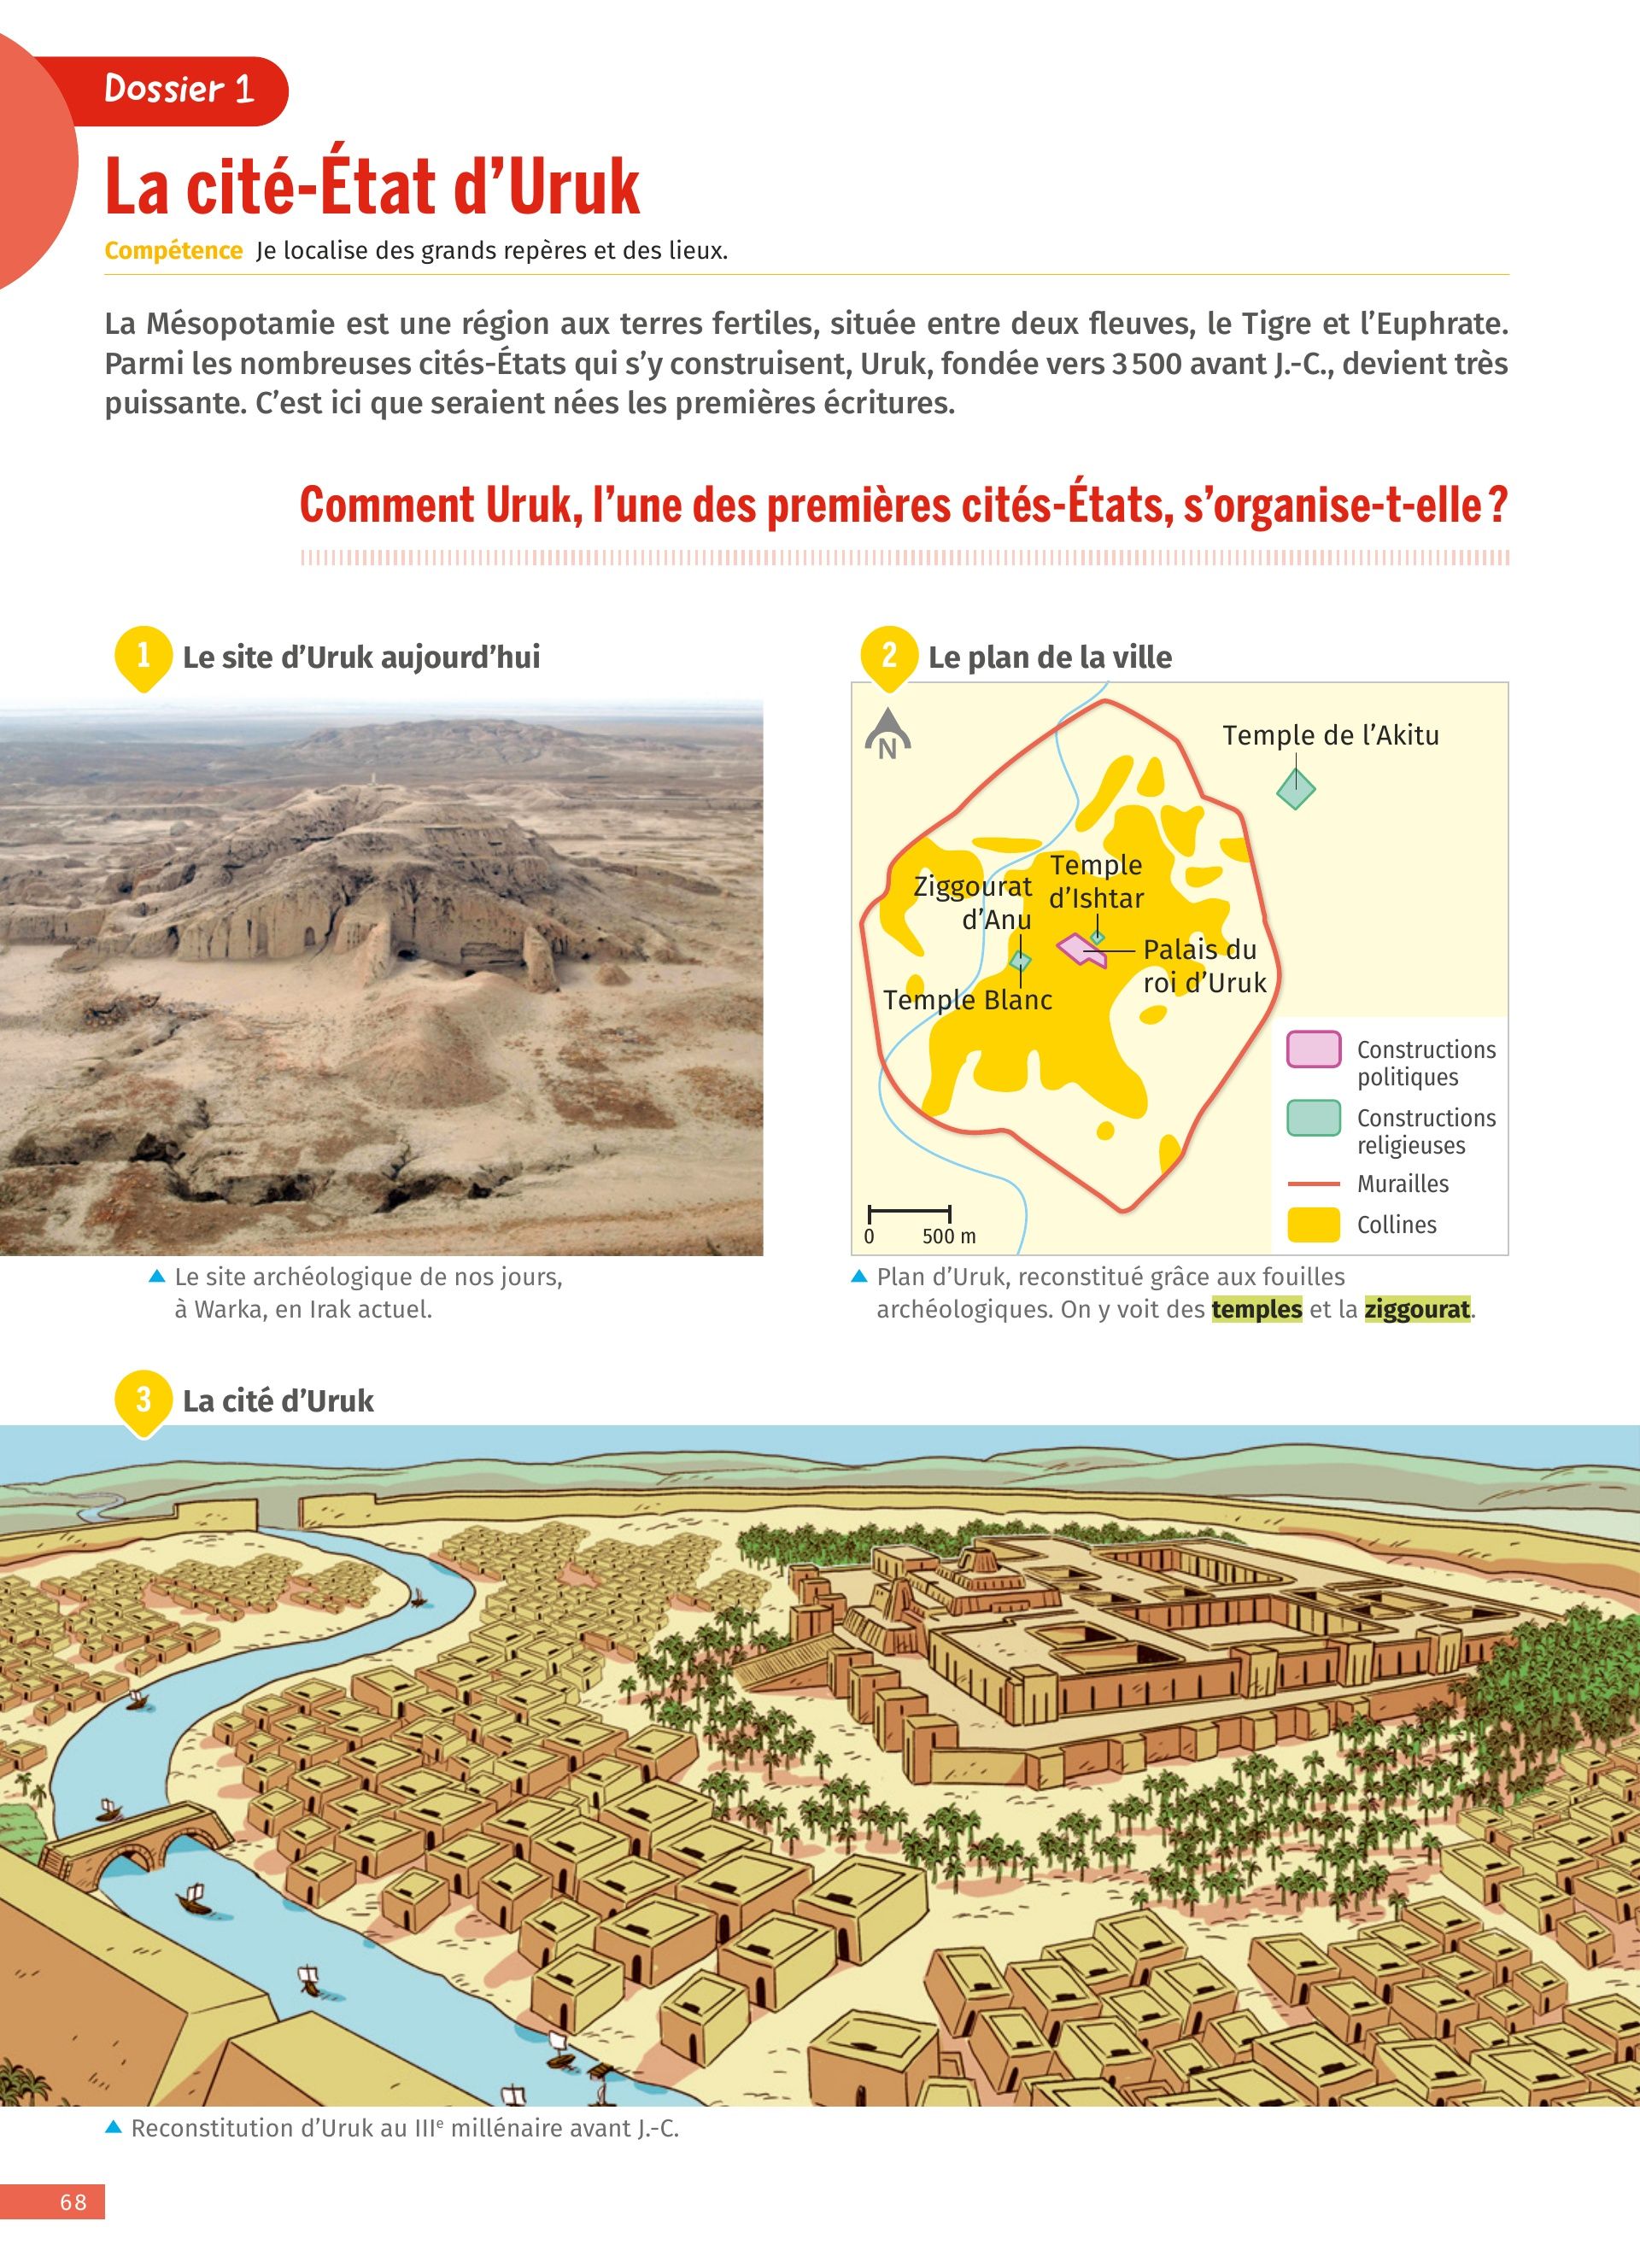 Dossier 1
La cité-État d’Uruk
Compétence Je localise des grands repères et des lieux.
La Mésopotamie est une région aux terres fertiles, située entre deux fleuves, le Tigre et l’Euphrate.
Parmi les nombreuses cités-États qui s’y construisent, Uruk, fondée vers 3 500 avant J.-C., devient très
puissante. C’est ici que seraient nées les premières écritures.
Comment Uruk, l’une des premières cités-États, s’organise-t-elle ?
1 Le site d’Uruk aujourd’hui
▲ Le site archéologique de nos jours,
à Warka, en Irak actuel.
2 Le plan de la ville
N
Temple de l’Akitu
Temple
d’Ishtar
Ziggourat
d’Anu
Palais du
roi d’Uruk
Temple Blanc
Constructions
politiques
Constructions
religieuses
Murailles
Collines
0 500 m
▲ Plan d’Uruk, reconstitué grâce aux fouilles
archéologiques. On y voit des temples et la ziggourat.
3 La cité d’Uruk
▲ Reconstitution d’Uruk au IIIe millénaire avant J.-C.
68